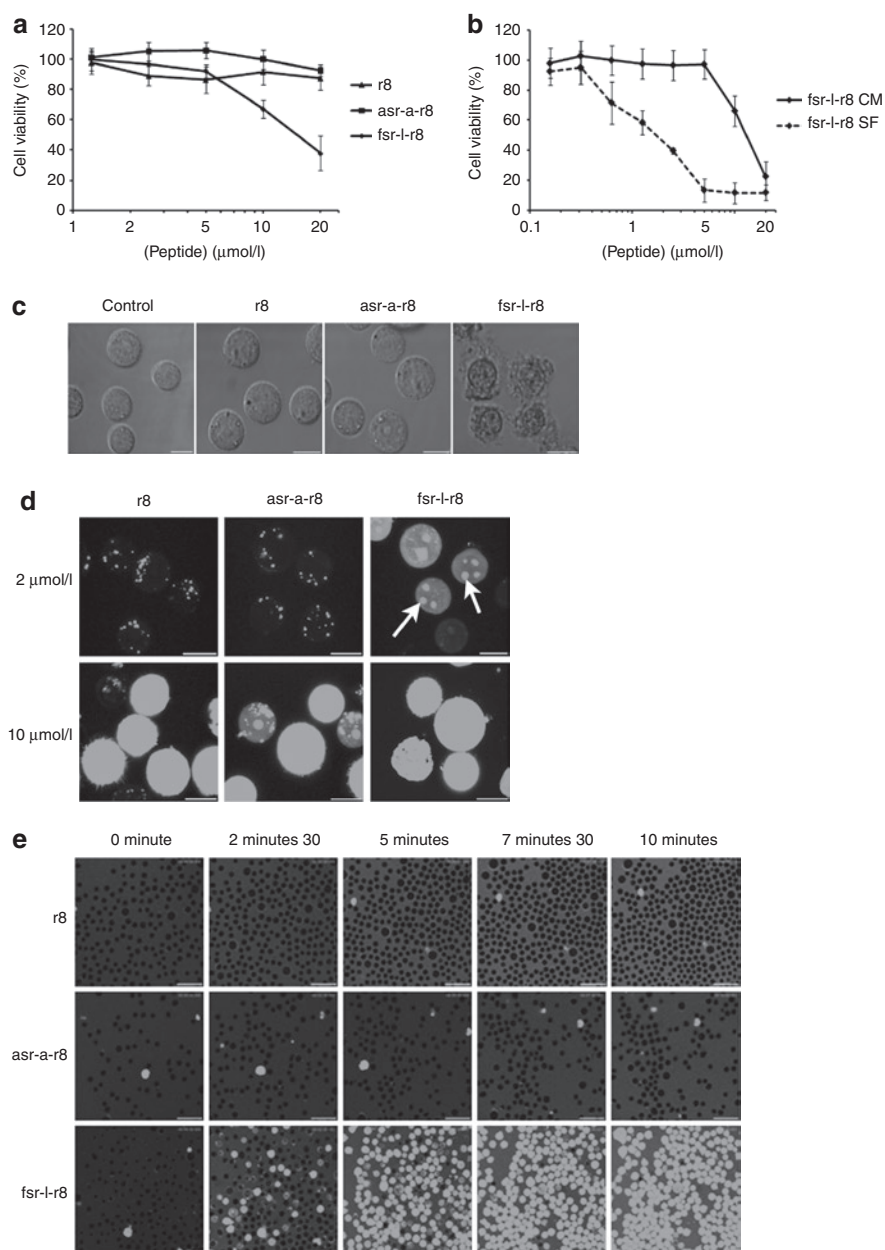 a
120
100
80
60
40
20
0
Cell viability (%)
1
2
5
10
20
(Peptide) (μmol/l)
r8
asr-a-r8
fsr-l-r8
b
120
100
80
60
40
20
0
Cell viability (%)
0.1
1
5
20
(Peptide) (μmol/l)
fsr-l-r8 CM
fsr-l-r8 SF
c
Control r8 asr-a-r8 fsr-l-r8
d
r8 asr-a-r8 fsr-l-r8
2 μmol/l
10 μmol/l
e
0 minute 2 minutes 30 5 minutes 7 minutes 30 10 minutes
r8
asr-a-r8
fsr-l-r8